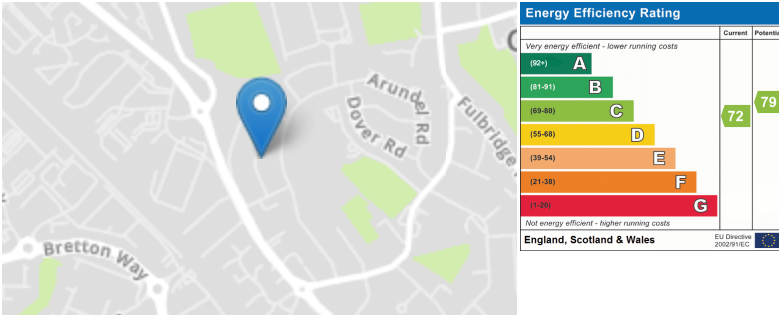 Arundel Rd
Dover Rd
Fulbridge
Bretton Way
Energy Efficiency Rating
Current
Potentia
Very energy efficient - lower running costs
(92+) A
(81-91) B
(69-80) C
(55-68) D
(39-54) E
(21-38) F
(1-20) G
72
79
Not energy efficient - higher running costs
England, Scotland & Wales
EU Directive
2002/91/EC